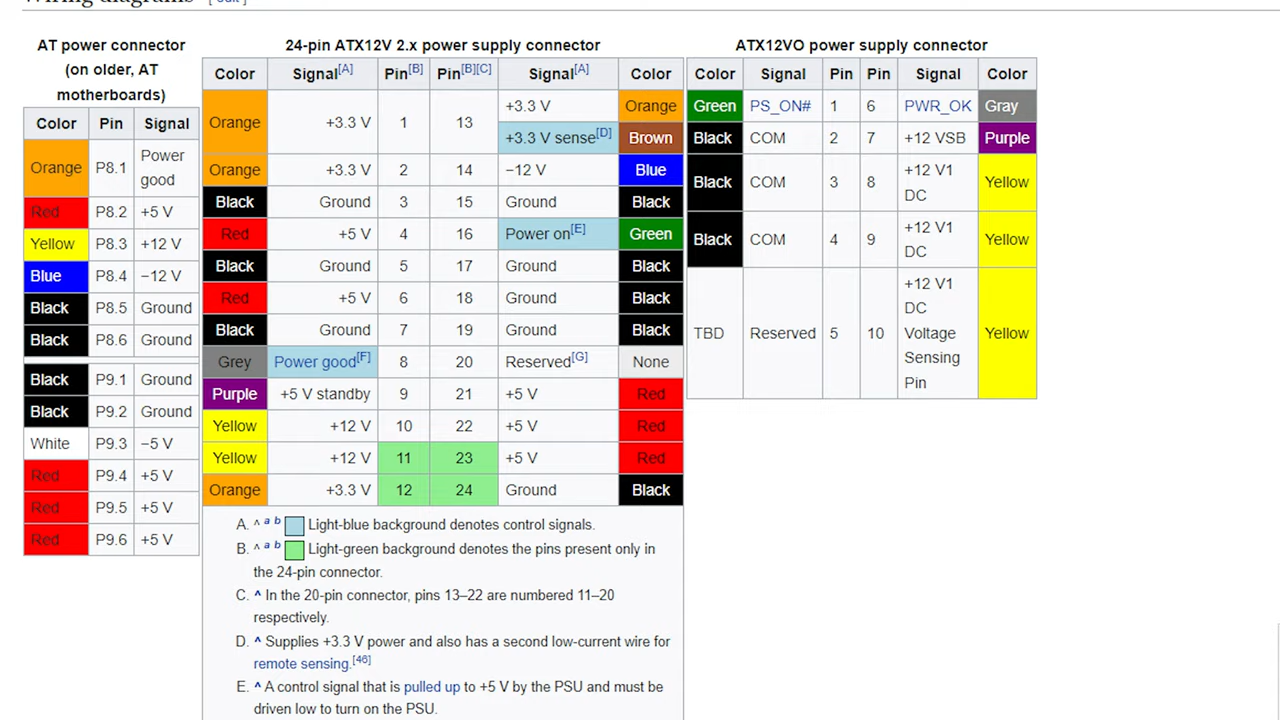 Wiring diagrams [ edit ]
AT power connector
(on older, AT
motherboards)
Color Pin Signal
Orange P8.1 Power
good
Red P8.2 +5 V
Yellow P8.3 +12 V
Blue P8.4 −12 V
Black P8.5 Ground
Black P8.6 Ground
Black P9.1 Ground
Black P9.2 Ground
White P9.3 −5 V
Red P9.4 +5 V
Red P9.5 +5 V
Red P9.6 +5 V
24-pin ATX12V 2.x power supply connector
Color Signal[A] Pin[B] Pin[B][C] Signal[A] Color
Orange +3.3 V 1 13 +3.3 V Orange
+3.3 V sense[D] Brown
Orange +3.3 V 2 14 −12 V Blue
Black Ground 3 15 Ground Black
Red +5 V 4 16 Power on[E] Green
Black Ground 5 17 Ground Black
Red +5 V 6 18 Ground Black
Black Ground 7 19 Ground Black
Grey Power good[F] 8 20 Reserved[G] None
Purple +5 V standby 9 21 +5 V Red
Yellow +12 V 10 22 +5 V Red
Yellow +12 V 11 23 +5 V Red
Orange +3.3 V 12 24 Ground Black
A. ^ a b Light-blue background denotes control signals.
B. ^ a b Light-green background denotes the pins present only in
the 24-pin connector.
C. ^ In the 20-pin connector, pins 13–22 are numbered 11–20
respectively.
D. ^ Supplies +3.3 V power and also has a second low-current wire for
remote sensing.[46]
E. ^ A control signal that is pulled up to +5 V by the PSU and must be
driven low to turn on the PSU.
ATX12VO power supply connector
Color Signal Pin Pin Signal Color
Green PS_ON# 1 6 PWR_OK Gray
Black COM 2 7 +12 VSB Purple
Black COM 3 8 +12 V1
DC Yellow
Black COM 4 9 +12 V1
DC Yellow
TBD Reserved 5 10 +12 V1
DC
Voltage
Sensing
Pin Yellow